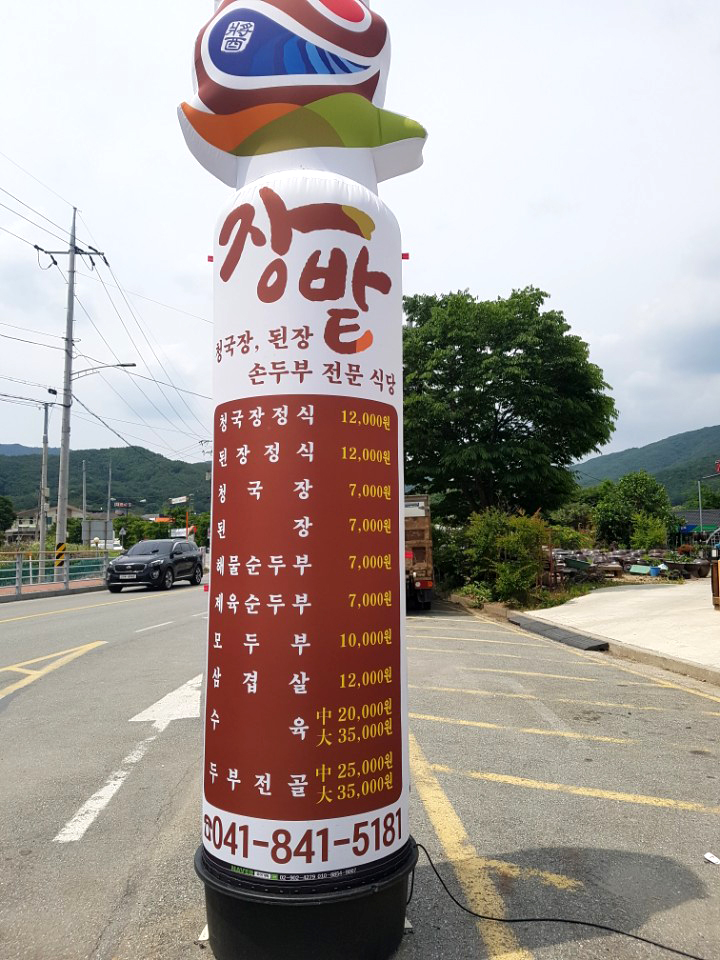 장밭
청국장, 된장
손두부 전문 식당
청국장정식 12,000원
된장정식 12,000원
청국장 7,000원
된장 7,000원
해물순두부 7,000원
제육순두부 7,000원
모두부 10,000원
삼겹살 12,000원
수육 中 20,000원
大 35,000원
두부전골 中 25,000원
大 35,000원
☎041-841-5181
NAVER